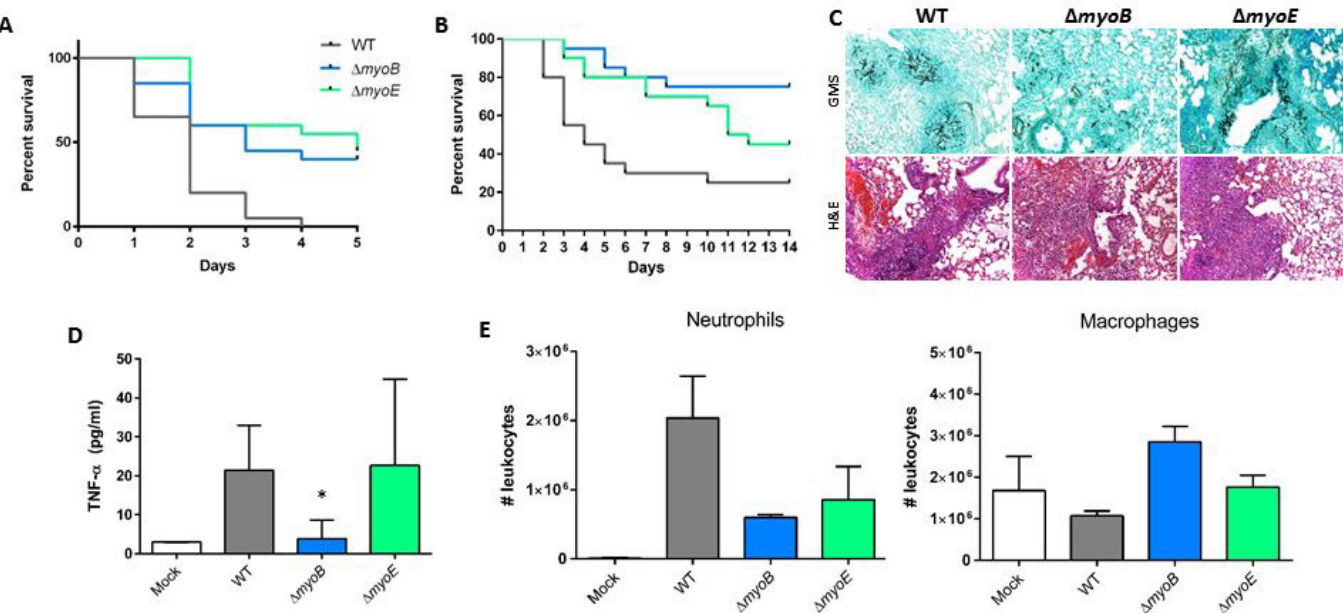 A
Percent survival
100
50
0
0 1 2 3 4 5
Days
WT
ΔmyoB
ΔmyoE
B
Percent survival
100
80
60
40
20
0
0 1 2 3 4 5 6 7 8 9 10 11 12 13 14
Days
C
WT ΔmyoB ΔmyoE
GMS
H&E
D
TNF-α (pg/ml)
50
40
30
20
10
0
*
Mock WT ΔmyoB ΔmyoE
E
Neutrophils
# leukocytes
3×10⁶
2×10⁶
1×10⁶
0
Mock WT ΔmyoB ΔmyoE
Macrophages
# leukocytes
5×10⁶
4×10⁶
3×10⁶
2×10⁶
1×10⁶
0
Mock WT ΔmyoB ΔmyoE